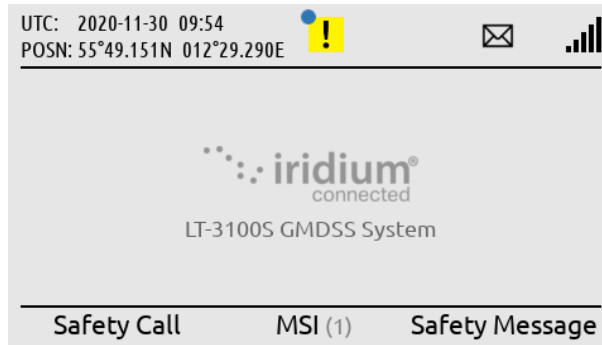 UTC: 2020-11-30 09:54
POSN: 55°49.151N 012°29.290E
!
iridium®
connected
LT-3100S GMDSS System
Safety Call MSI (1) Safety Message